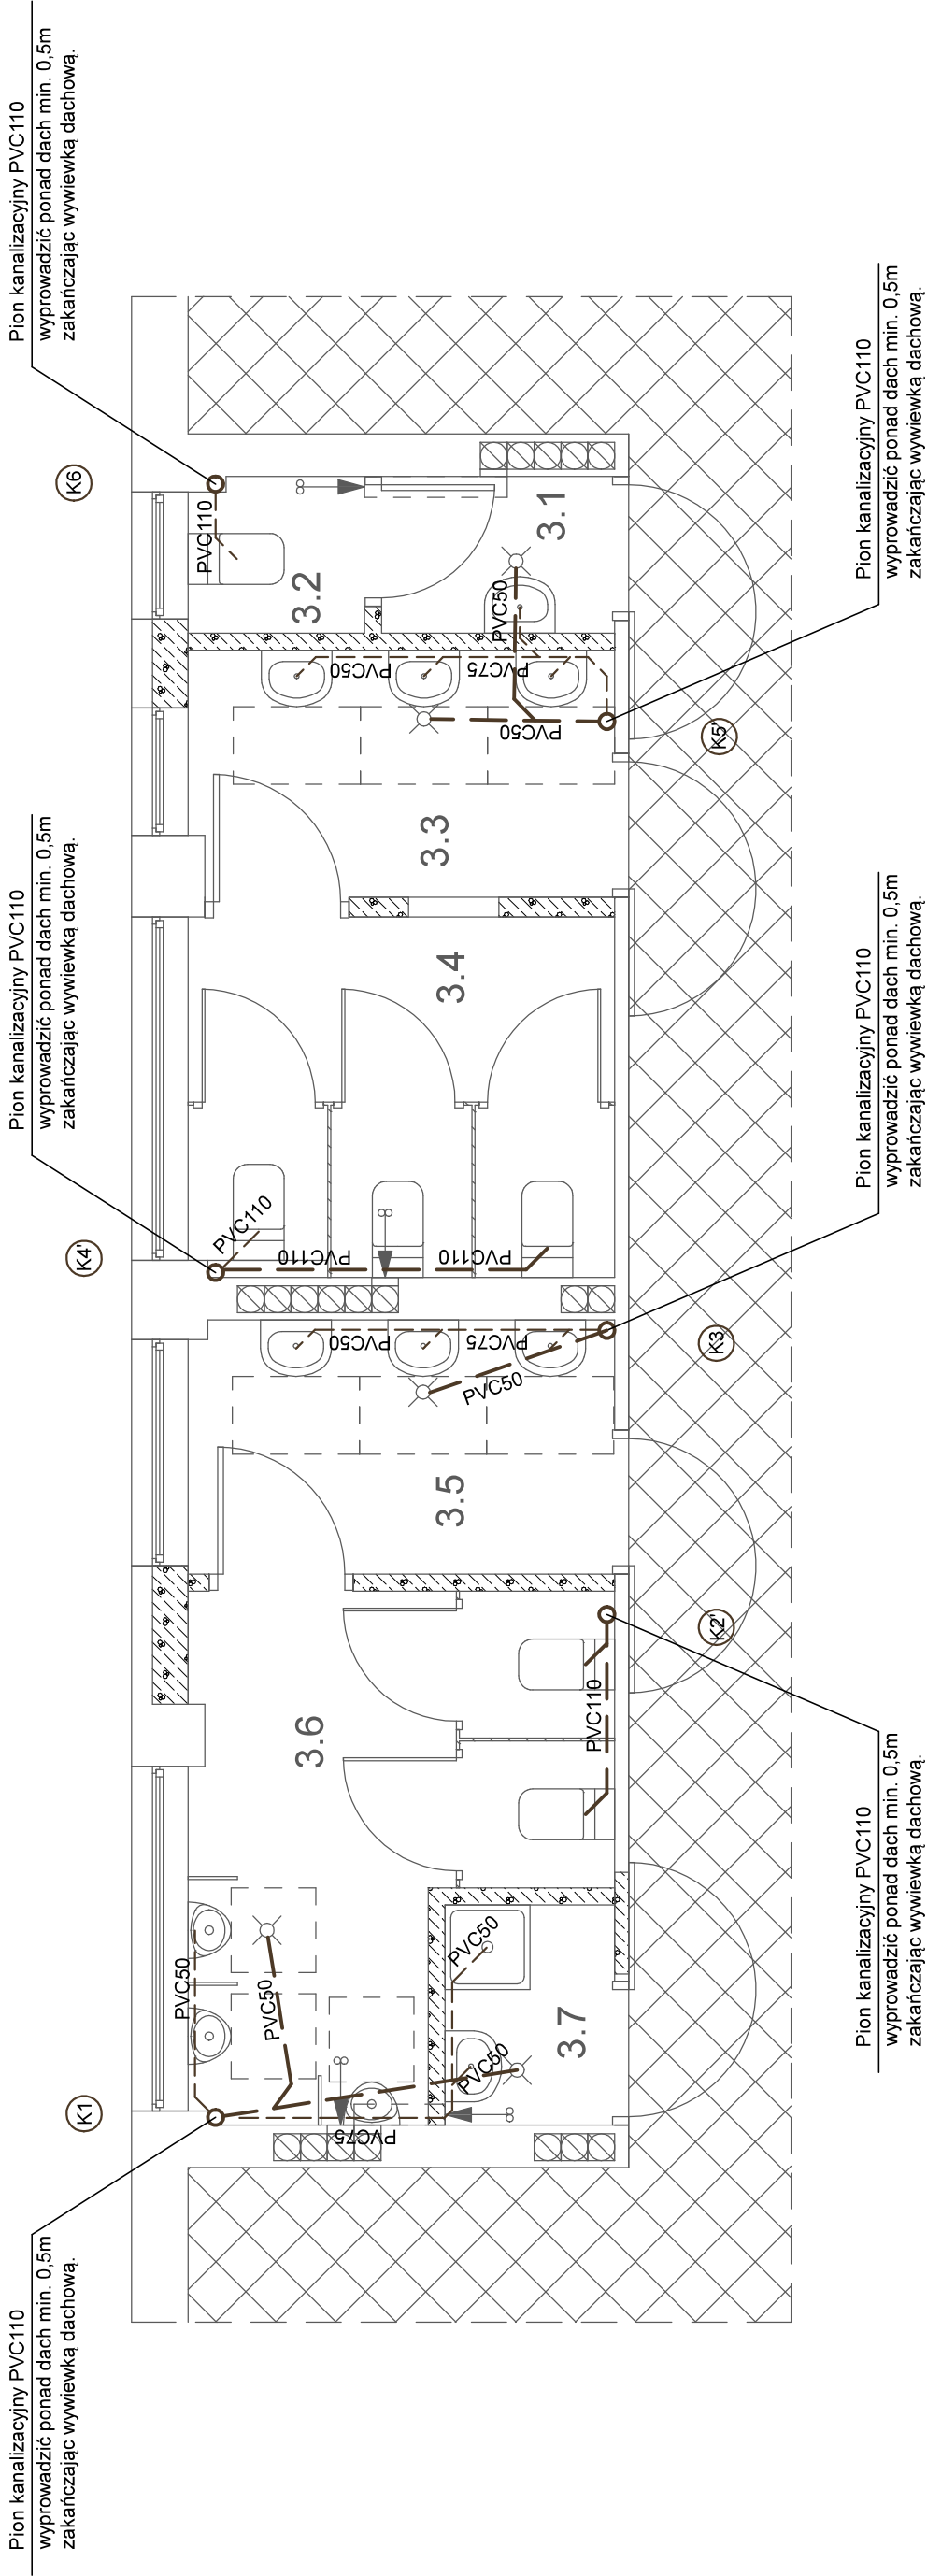 Pion kanalizacyjny PVC110
wyprowadzić ponad dach min. 0,5m
zakańczając wywiewką dachową.
Pion kanalizacyjny PVC110
wyprowadzić ponad dach min. 0,5m
zakańczając wywiewką dachową.
Pion kanalizacyjny PVC110
wyprowadzić ponad dach min. 0,5m
zakańczając wywiewką dachową.
K1
K4'
K6
PVC50
PVC50
PVC75
PVC50
PVC50
3.7
3.6
PVC110
3.5
PVC50
PVC75
PVC50
PVC110
PVC110
PVC110
3.4
3.3
PVC50
PVC75
PVC50
PVC50
PVC110
3.2
3.1
K2'
K3
K5'
Pion kanalizacyjny PVC110
wyprowadzić ponad dach min. 0,5m
zakańczając wywiewką dachową.
Pion kanalizacyjny PVC110
wyprowadzić ponad dach min. 0,5m
zakańczając wywiewką dachową.
Pion kanalizacyjny PVC110
wyprowadzić ponad dach min. 0,5m
zakańczając wywiewką dachową.